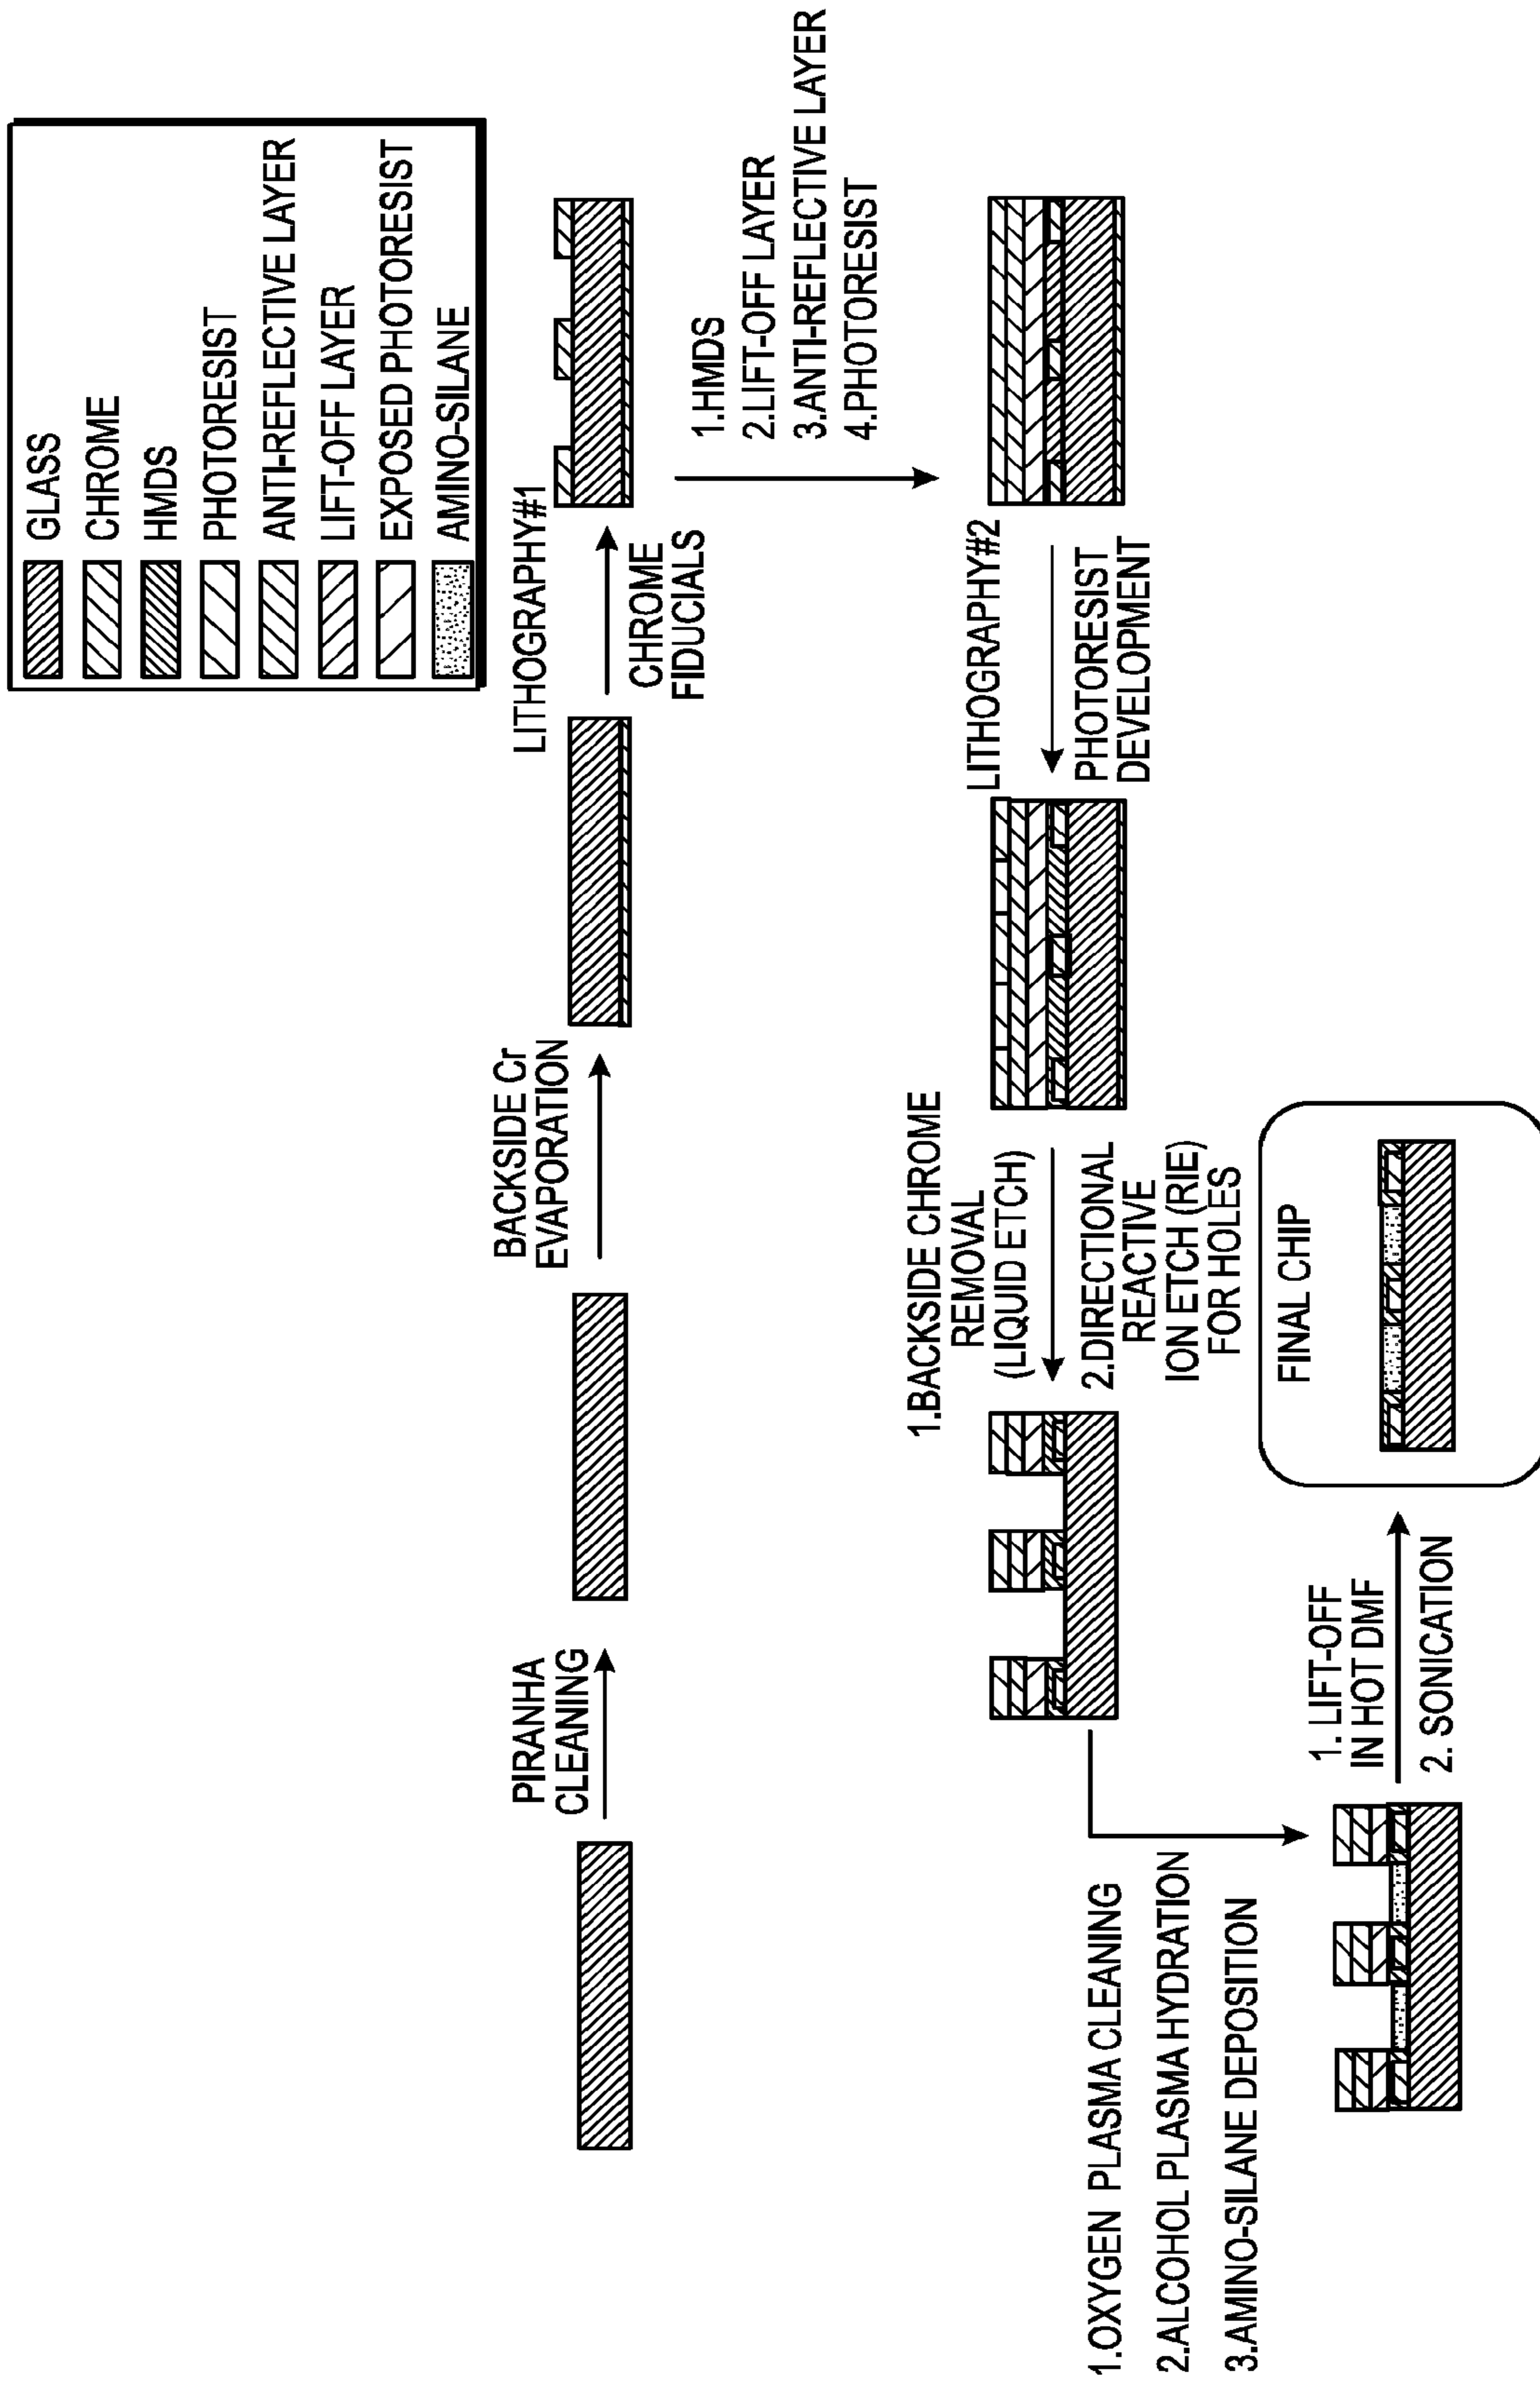 GLASS
CHROME
HMDS
PHOTORESIST
ANTI-REFLECTIVE LAYER
LIFT-OFF LAYER
EXPOSED PHOTORESIST
AMINO-SILANE
PIRANHA
CLEANING
BACKSIDE Cr
EVAPORATION
LITHOGRAPHY#1
CHROME
FIDUCIALS
1.HMDS
2.LIFT-OFF LAYER
3.ANTI-REFLECTIVE LAYER
4.PHOTORESIST
LITHOGRAPHY#2
PHOTORESIST
DEVELOPMENT
1.BACKSIDE CHROME
REMOVAL
(LIQUID ETCH)
2.DIRECTIONAL
REACTIVE
ION ETCH (RIE)
FOR HOLES
1.OXYGEN PLASMA CLEANING
2.ALCOHOL PLASMA HYDRATION
3.AMINO-SILANE DEPOSITION
1. LIFT-OFF
IN HOT DMF
2. SONICATION
FINAL CHIP